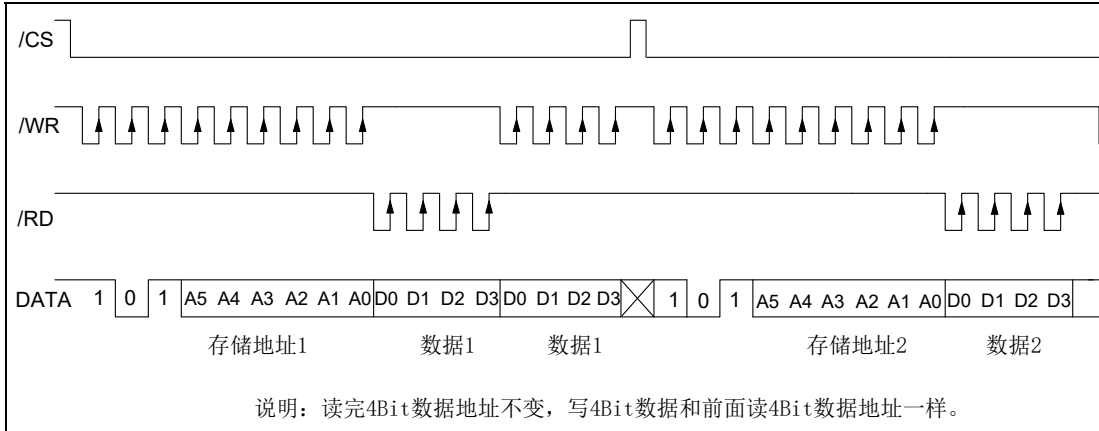 /CS
/WR
/RD
DATA 1 0 1 A5 A4 A3 A2 A1 A0 D0 D1 D2 D3 D0 D1 D2 D3 1 0 1 A5 A4 A3 A2 A1 A0 D0 D1 D2 D3
存储地址1 数据1 数据1 存储地址2 数据2
说明：读完4Bit数据地址不变，写4Bit数据和前面读4Bit数据地址一样。